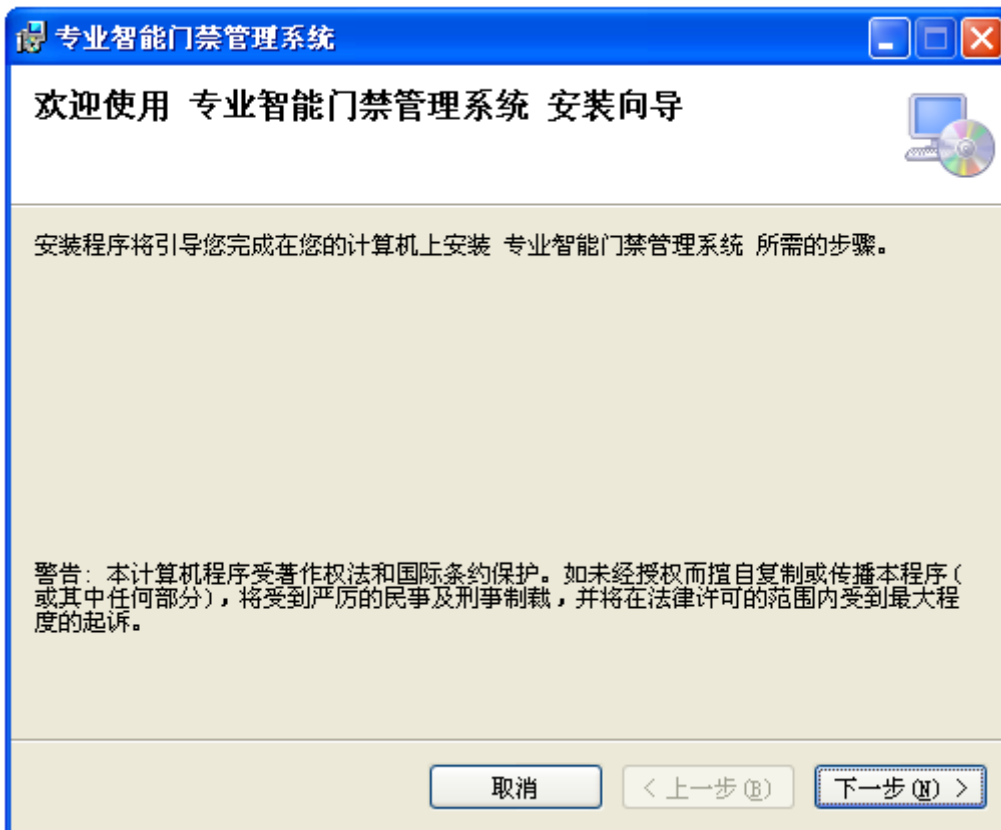 专业智能门禁管理系统
欢迎使用 专业智能门禁管理系统 安装向导
安装程序将引导您完成在您的计算机上安装 专业智能门禁管理系统 所需的步骤。
警告: 本计算机程序受著作权法和国际条约保护。如未经授权而擅自复制或传播本程序(
或其中任何部分),将受到严厉的民事及刑事制裁,并将在法律许可的范围内受到最大程
度的起诉。
取消
< 上一步(B)
下一步(N) >